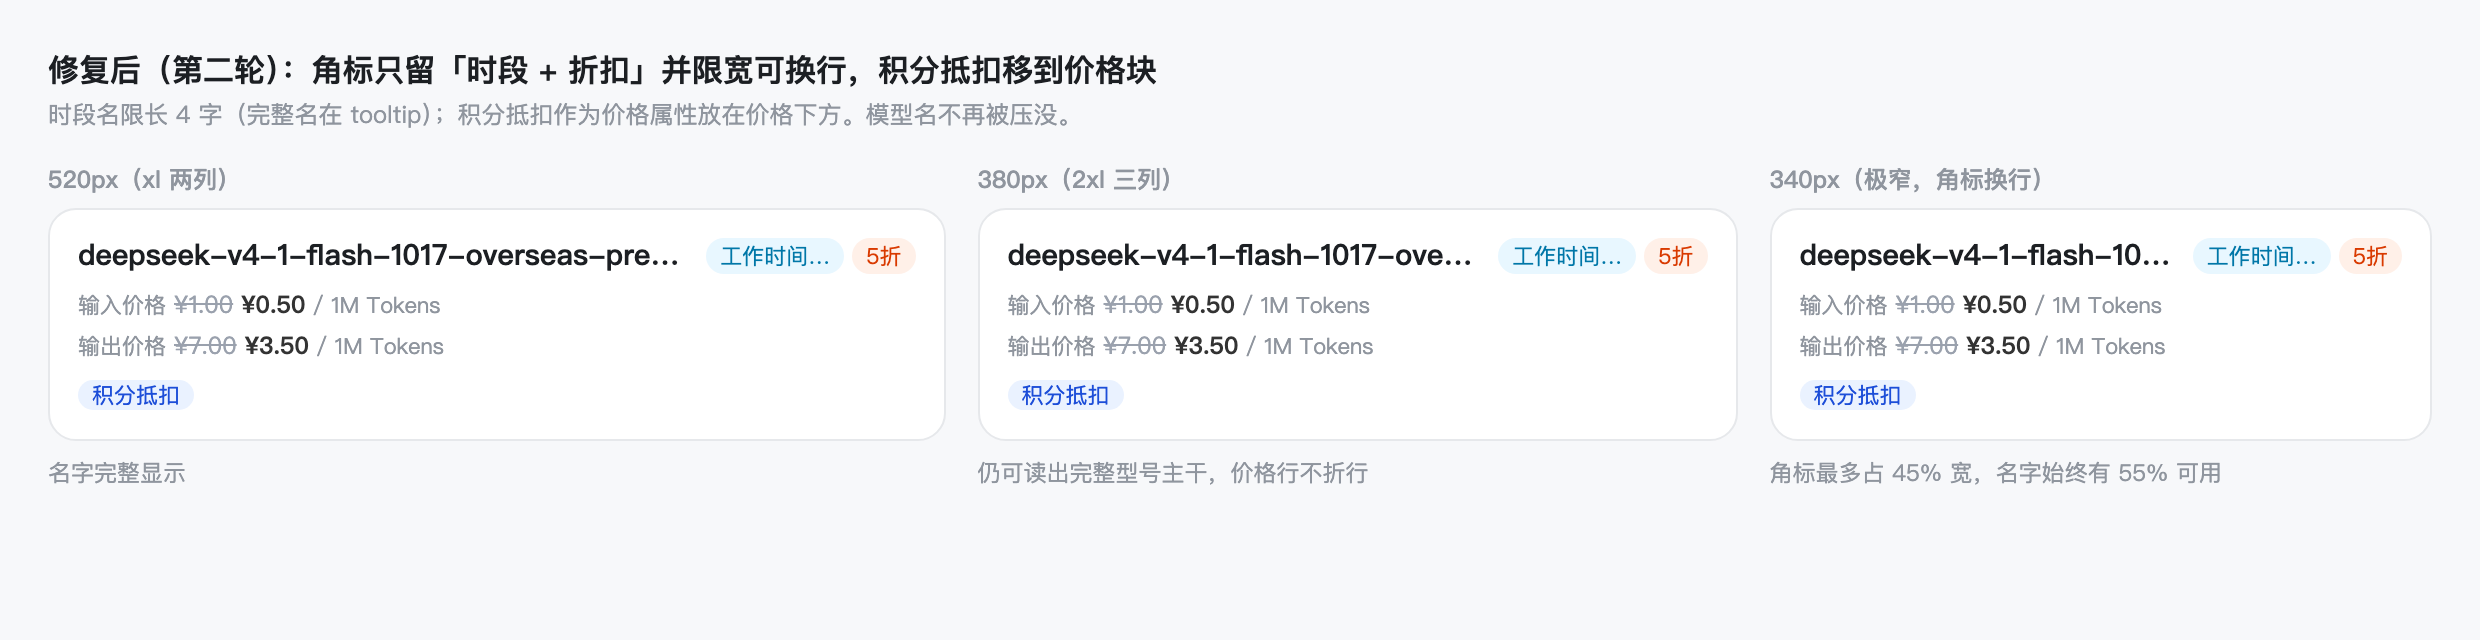 修复后（第二轮）：角标只留「时段 + 折扣」并限宽可换行，积分抵扣移到价格块
时段名限长 4 字（完整名在 tooltip）；积分抵扣作为价格属性放在价格下方。模型名不再被压没。
520px（xl 两列）
deepseek-v4-1-flash-1017-overseas-pre... 工作时间... 5折
输入价格 ¥1.00 ¥0.50 / 1M Tokens
输出价格 ¥7.00 ¥3.50 / 1M Tokens
积分抵扣
名字完整显示
380px（2xl 三列）
deepseek-v4-1-flash-1017-ove... 工作时间... 5折
输入价格 ¥1.00 ¥0.50 / 1M Tokens
输出价格 ¥7.00 ¥3.50 / 1M Tokens
积分抵扣
仍可读出完整型号主干，价格行不折行
340px（极窄，角标换行）
deepseek-v4-1-flash-10... 工作时间... 5折
输入价格 ¥1.00 ¥0.50 / 1M Tokens
输出价格 ¥7.00 ¥3.50 / 1M Tokens
积分抵扣
角标最多占 45% 宽，名字始终有 55% 可用